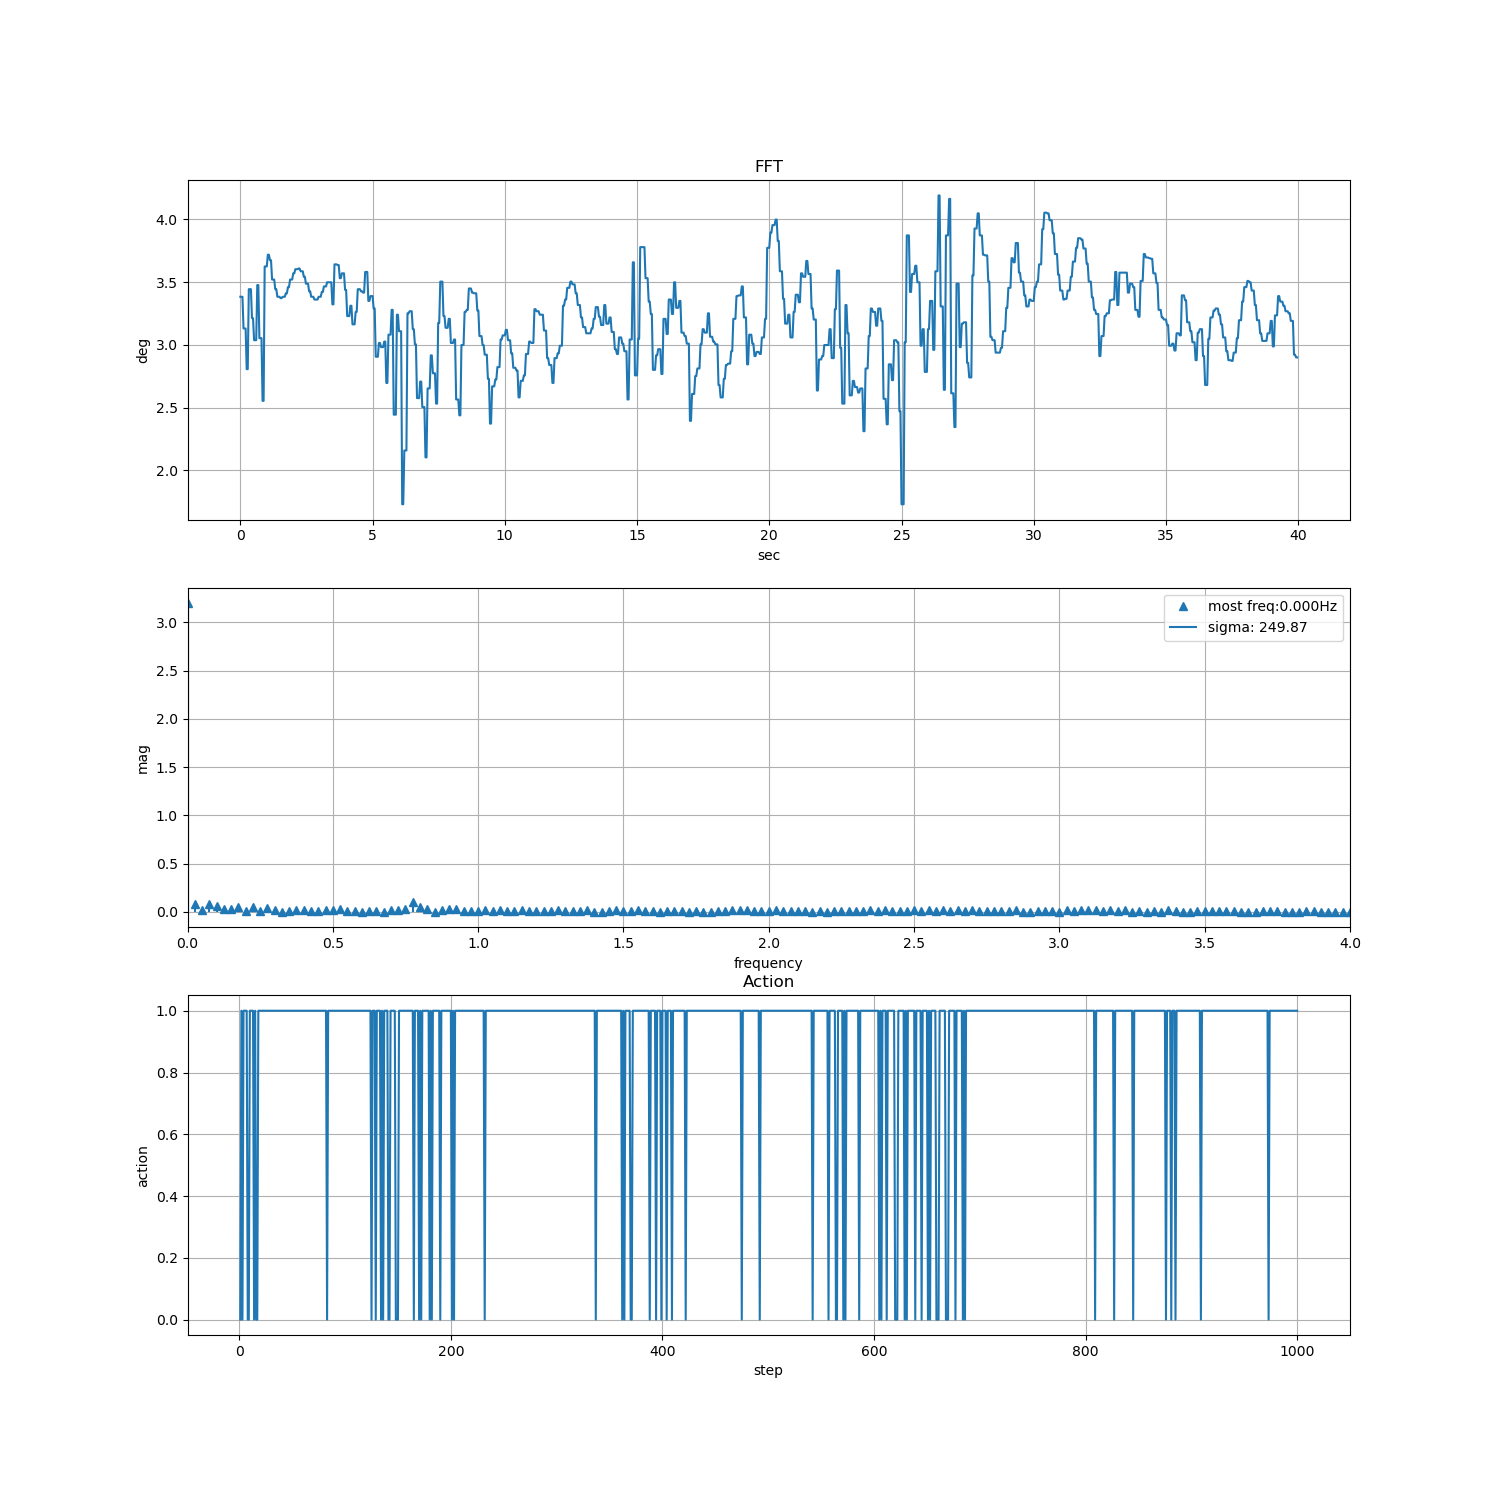 FFT
4.0
3.5
3.0
2.5
2.0
deg
0 5 10 15 20 25 30 35 40
sec
most freq:0.000Hz
sigma: 249.87
3.0
2.5
2.0
1.5
1.0
0.5
0.0
mag
0.0 0.5 1.0 1.5 2.0 2.5 3.0 3.5 4.0
frequency
Action
1.0
0.8
0.6
0.4
0.2
0.0
action
0 200 400 600 800 1000
step